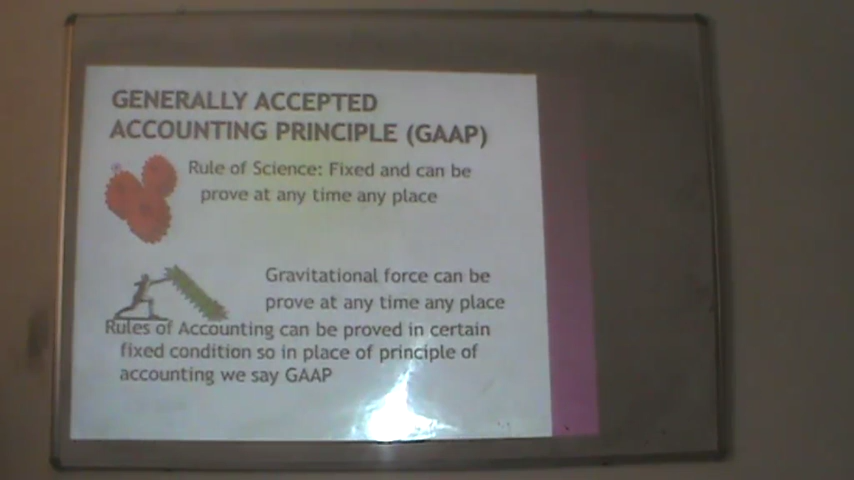 GENERALLY ACCEPTED
ACCOUNTING PRINCIPLE (GAAP)
Rule of Science: Fixed and can be
prove at any time any place
Gravitational force can be
prove at any time any place
Rules of Accounting can be proved in certain
fixed condition so in place of principle of
accounting we say GAAP